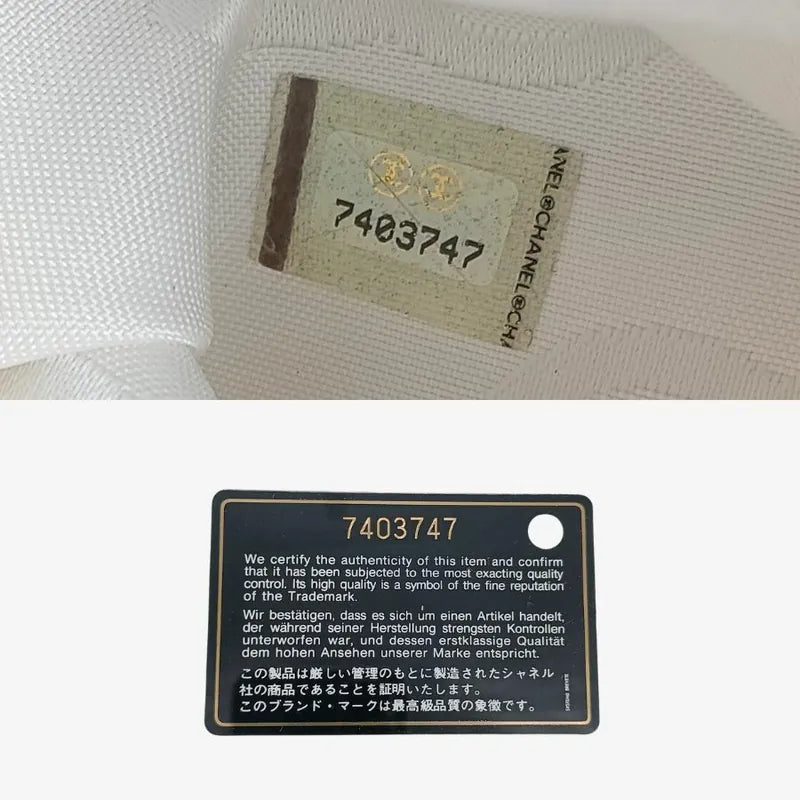 7403747
ANEL®CHANEL®CHA
7403747
We certify the authenticity of this item and confirm
that it has been subjected to the most exacting quality
control. Its high quality is a symbol of the fine reputation
of the Trademark.
Wir bestätigen, dass es sich um einen Artikel handelt,
der während seiner Herstellung strengsten Kontrollen
unterworfen war, und dessen erstklassige Qualität
dem hohen Ansehen unserer Marke entspricht.
この製品は厳しい管理のもとに製造されたシャネル
社の商品であることを証明いたします。
このブランド・マークは最高級品質の象徴です。